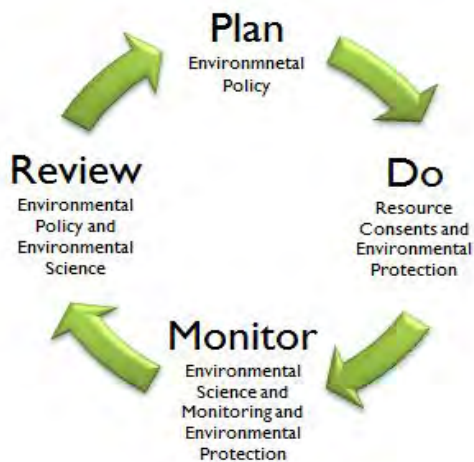 Plan
Environmnetal
Policy
Do
Resource
Consents and
Environmental
Protection
Monitor
Environmental
Science and
Monitoring and
Environmental
Protection
Review
Environmental
Policy and
Environmental
Science